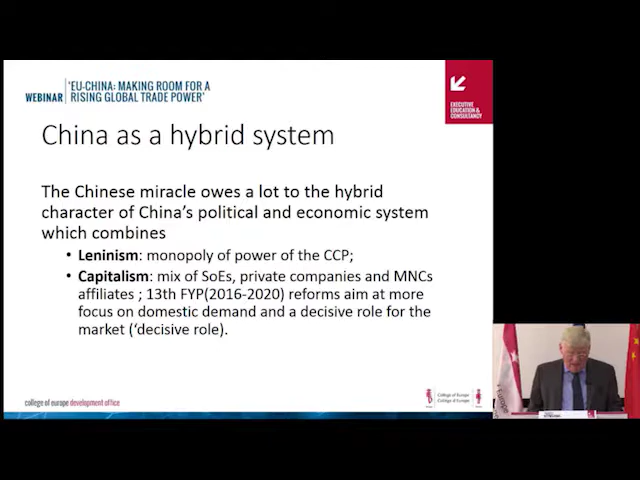 WEBINAR
'EU-CHINA: MAKING ROOM FOR A
RISING GLOBAL TRADE POWER'
EXECUTIVE
EDUCATION &
CONSULTANCY
China as a hybrid system
The Chinese miracle owes a lot to the hybrid
character of China's political and economic system
which combines
• Leninism: monopoly of power of the CCP;
• Capitalism: mix of SoEs, private companies and MNCs
affiliates ; 13th FYP(2016-2020) reforms aim at more
focus on domestic demand and a decisive role for the
market ('decisive role).
college of europe development office
College of Europe
Collège d'Europe